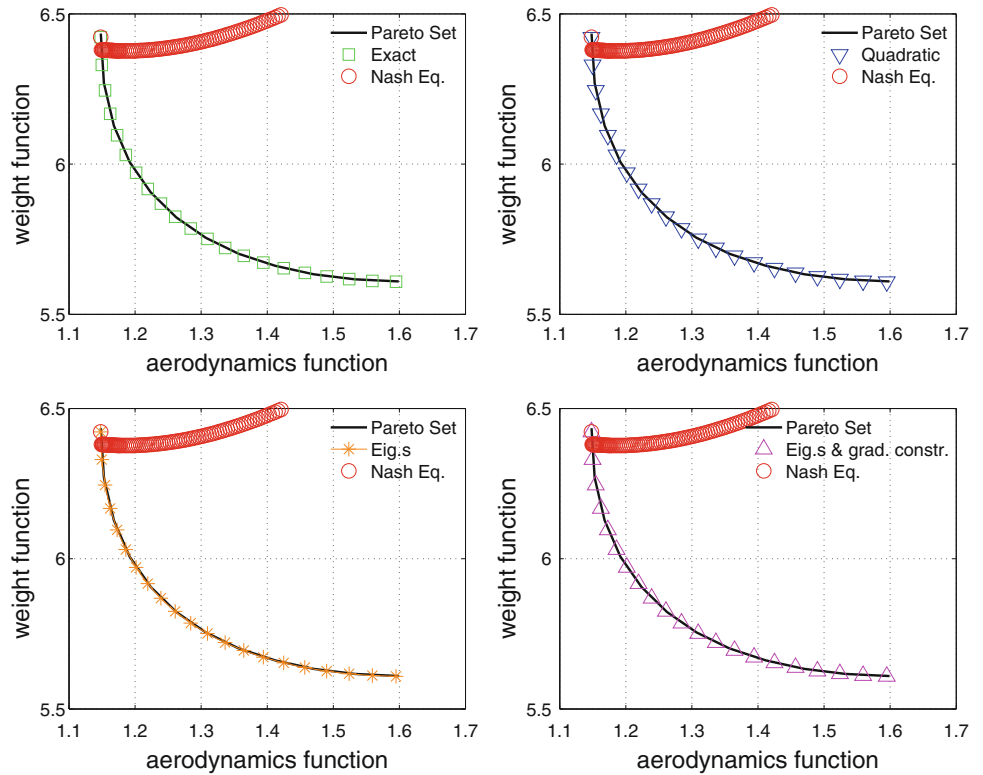 6.5
6
5.5
weight function
Pareto Set
Exact
Nash Eq.
1.1 1.2 1.3 1.4 1.5 1.6 1.7
aerodynamics function
6.5
6
5.5
weight function
Pareto Set
Quadratic
Nash Eq.
1.1 1.2 1.3 1.4 1.5 1.6 1.7
aerodynamics function
6.5
6
5.5
weight function
Pareto Set
Eig.s
Nash Eq.
1.1 1.2 1.3 1.4 1.5 1.6 1.7
aerodynamics function
6.5
6
5.5
weight function
Pareto Set
Eig.s & grad. constr.
Nash Eq.
1.1 1.2 1.3 1.4 1.5 1.6 1.7
aerodynamics function